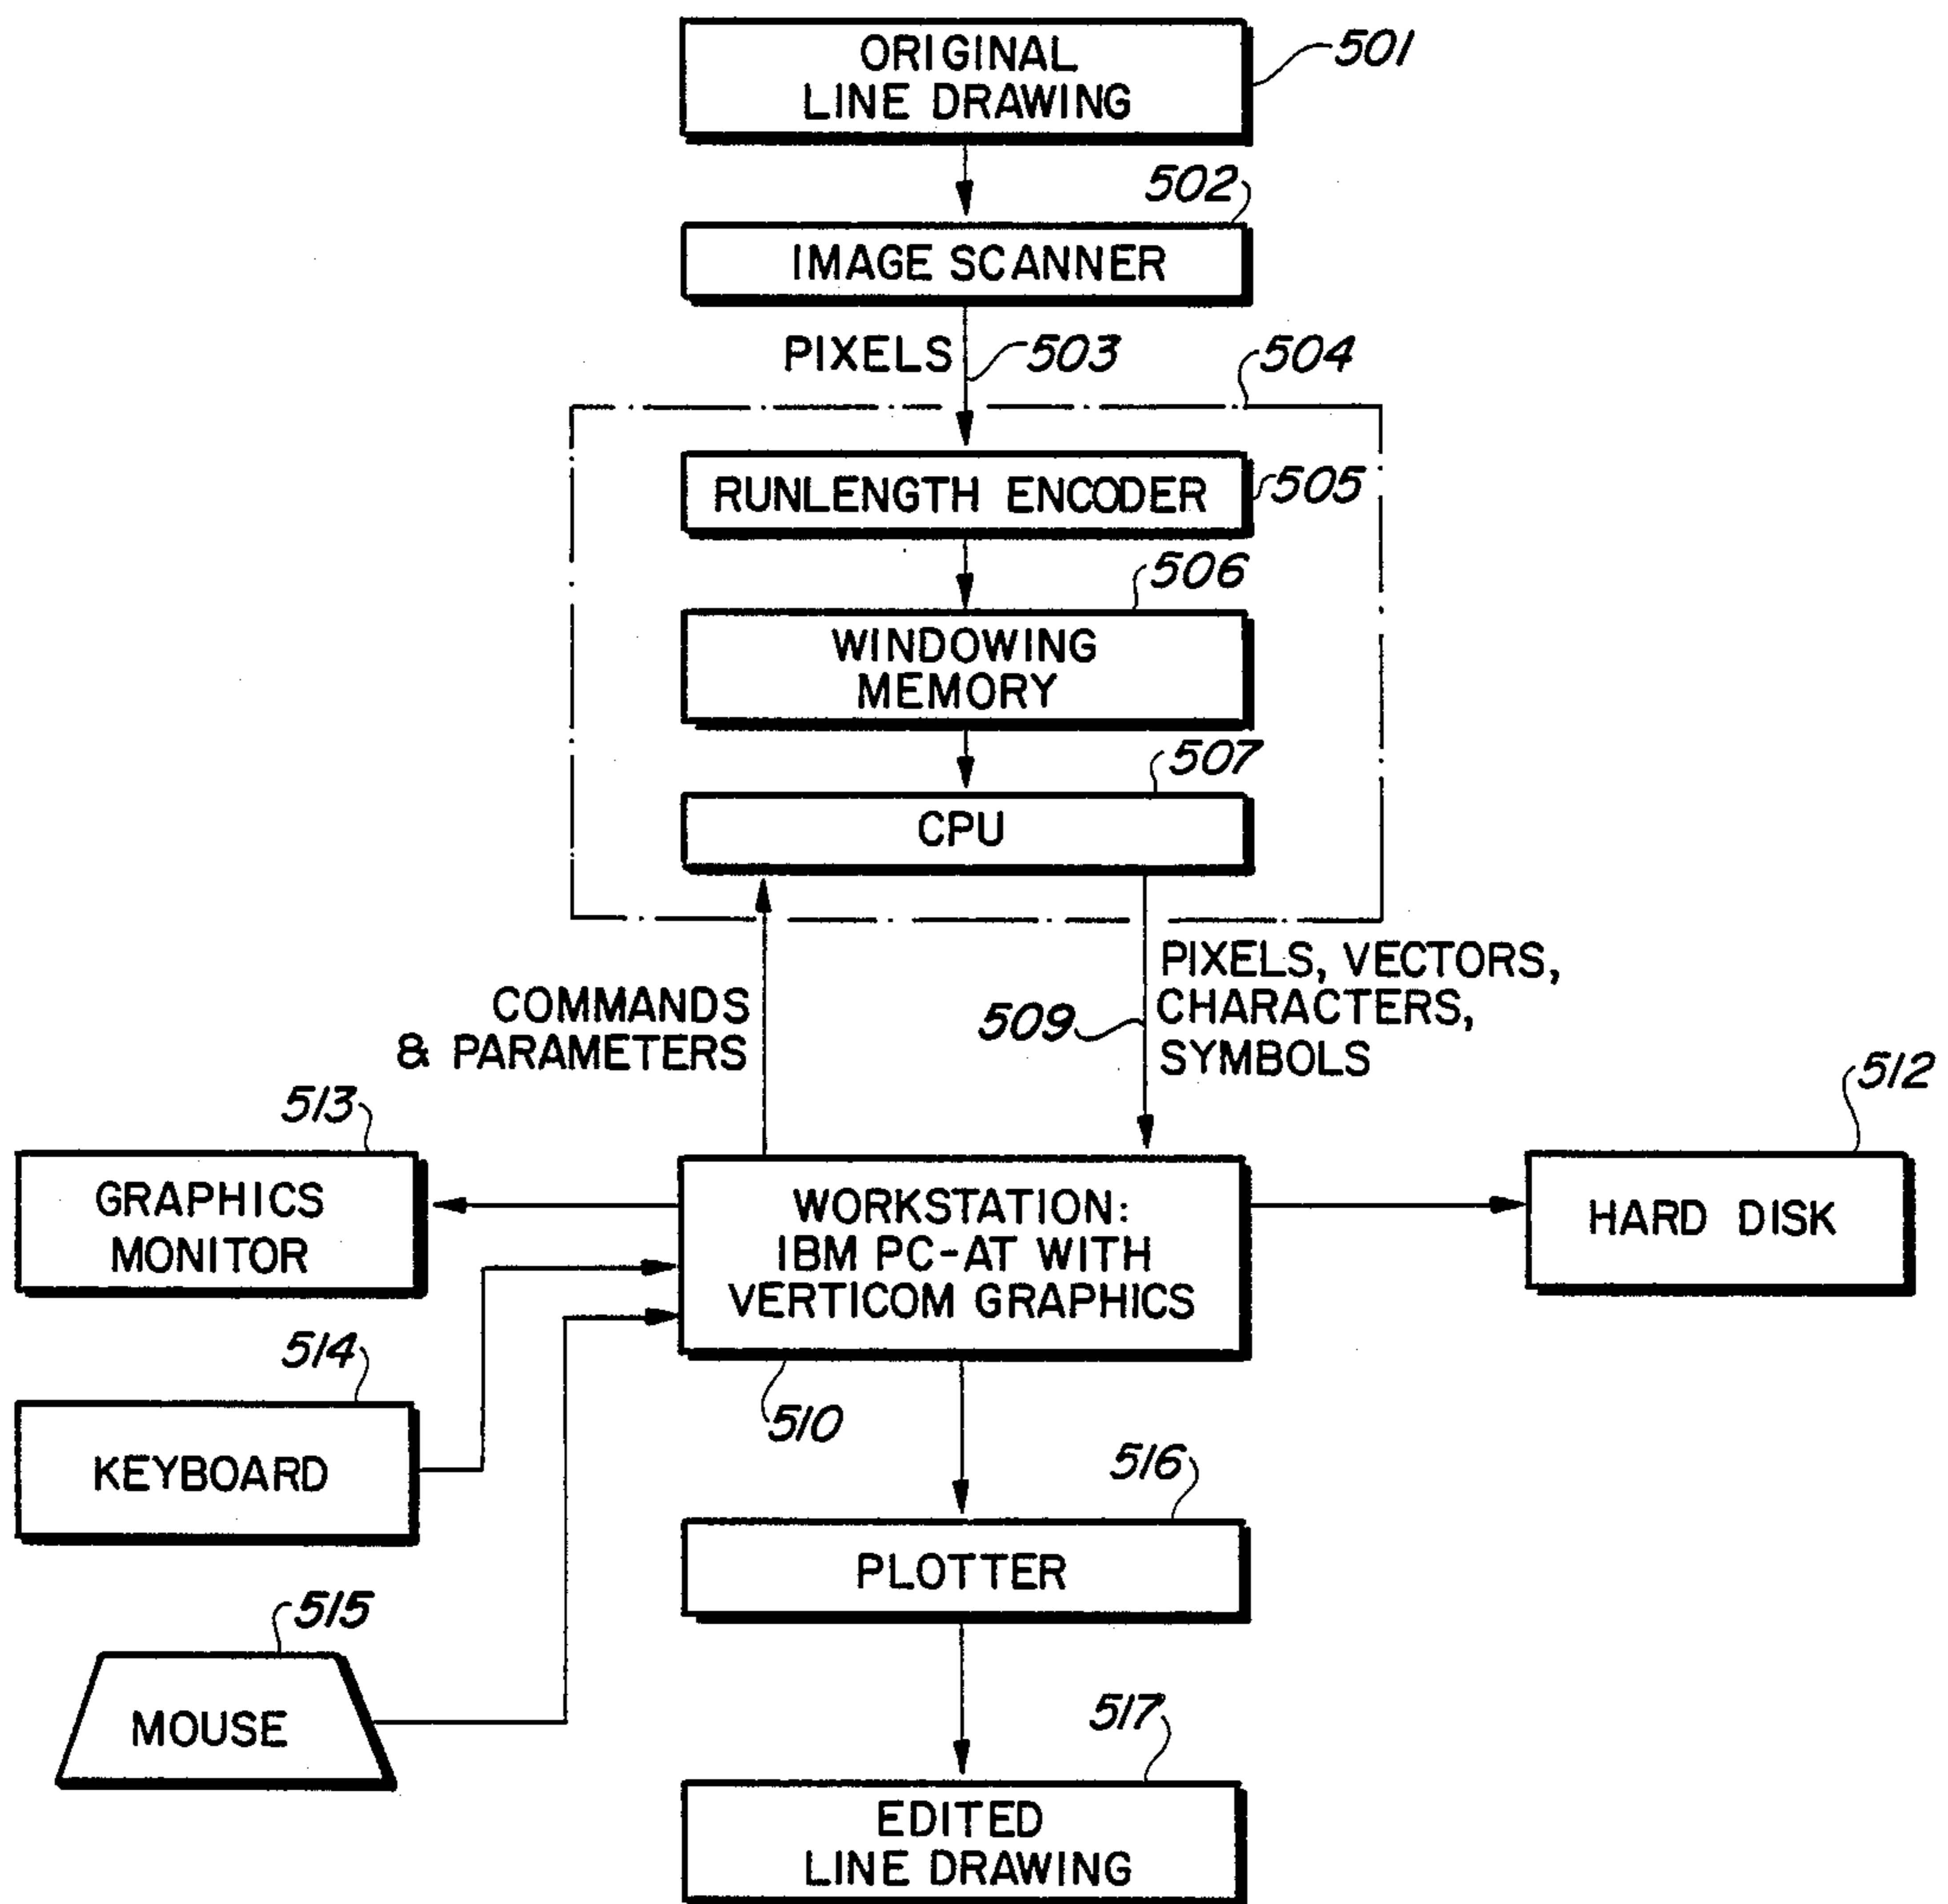 ORIGINAL
LINE DRAWING
501
502
IMAGE SCANNER
PIXELS
503
504
RUNLENGTH ENCODER
505
506
WINDOWING
MEMORY
507
CPU
COMMANDS
& PARAMETERS
509
PIXELS, VECTORS,
CHARACTERS,
SYMBOLS
512
513
GRAPHICS
MONITOR
WORKSTATION:
IBM PC-AT WITH
VERTICOM GRAPHICS
HARD DISK
514
510
KEYBOARD
516
PLOTTER
515
MOUSE
517
EDITED
LINE DRAWING